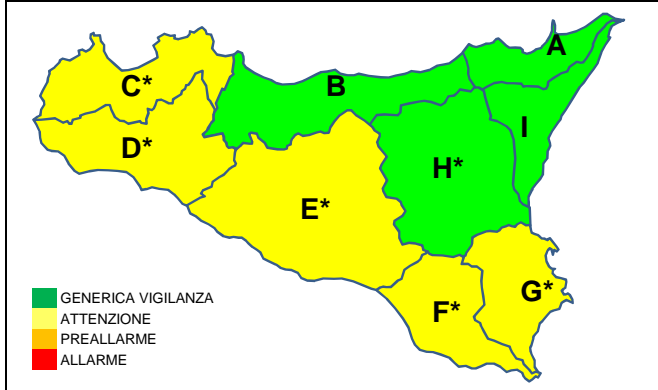 A
B
C*
I
D*
H*
E*
G*
F*
GENERICA VIGILANZA
ATTENZIONE
PREALLARME
ALLARME